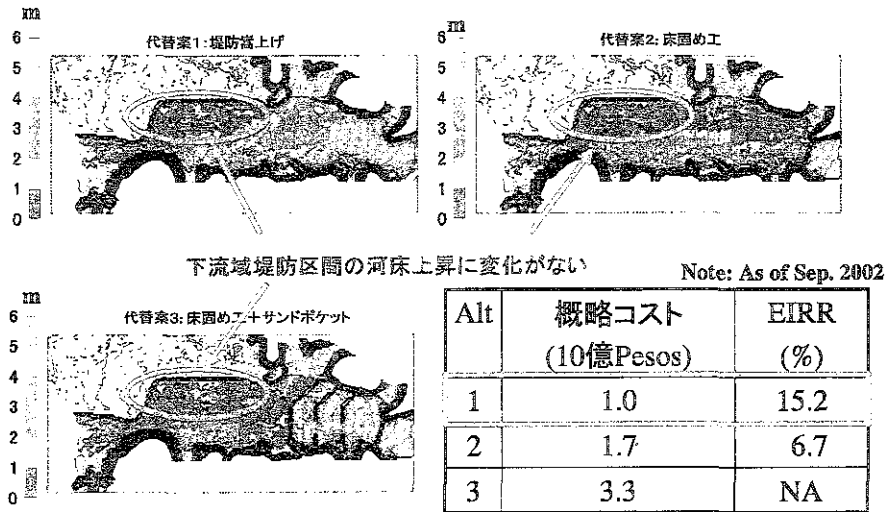 m
6
5
4
3
2
1
0
代替案1:堤防嵩上げ
m
6
5
4
3
2
1
0
代替案2:床固め工
下流域堤防区間の河床上昇に変化がない
m
6
5
4
3
2
1
0
代替案3:床固め工+サンドポケット
Note: As of Sep. 2002
Alt 概略コスト EIRR
(10億Pesos) (%)
1 1.0 15.2
2 1.7 6.7
3 3.3 NA